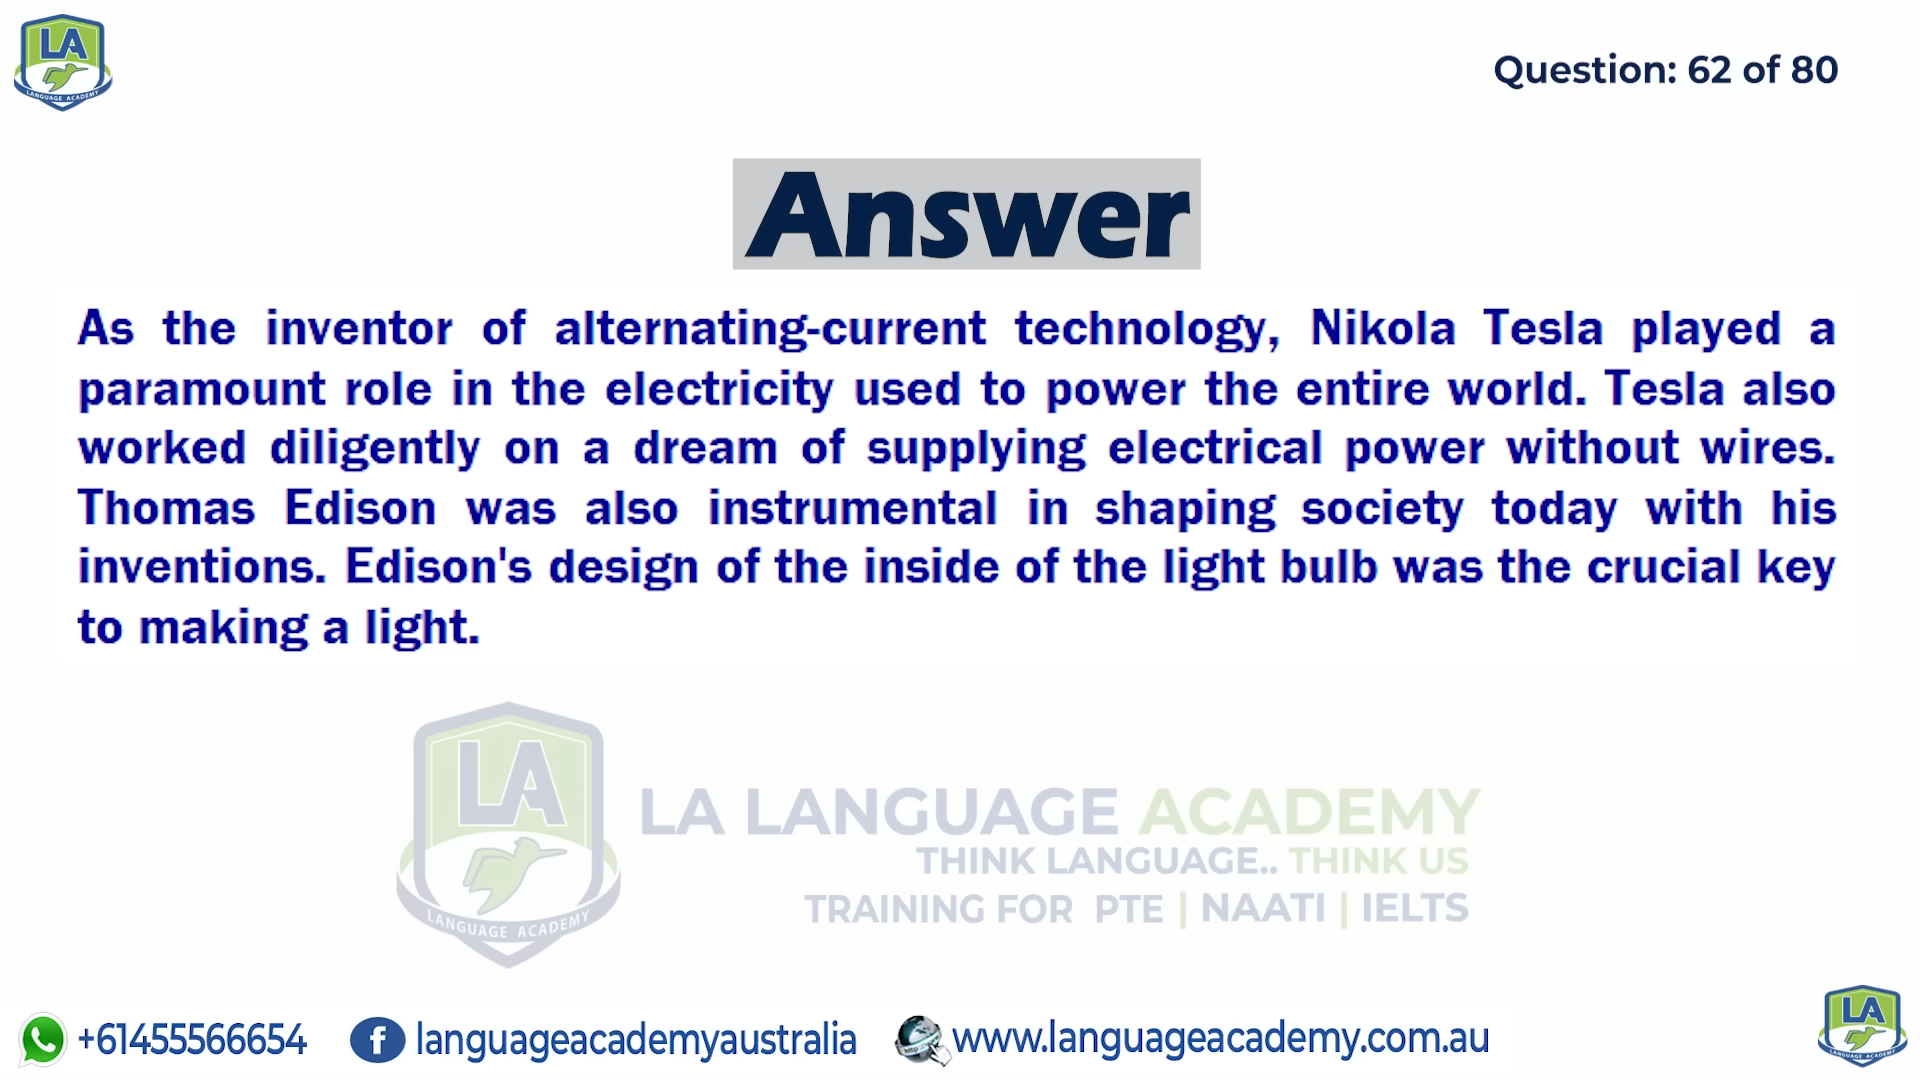 LA
LANGUAGE ACADEMY
Question: 62 of 80
Answer
As the inventor of alternating-current technology, Nikola Tesla played a
paramount role in the electricity used to power the entire world. Tesla also
worked diligently on a dream of supplying electrical power without wires.
Thomas Edison was also instrumental in shaping society today with his
inventions. Edison's design of the inside of the light bulb was the crucial key
to making a light.
LA
LANGUAGE ACADEMY
LA LANGUAGE ACADEMY
THINK LANGUAGE.. THINK US
TRAINING FOR PTE | NAATI | IELTS
+61455566654 languageacademyaustralia www.languageacademy.com.au
LA
LANGUAGE ACADEMY